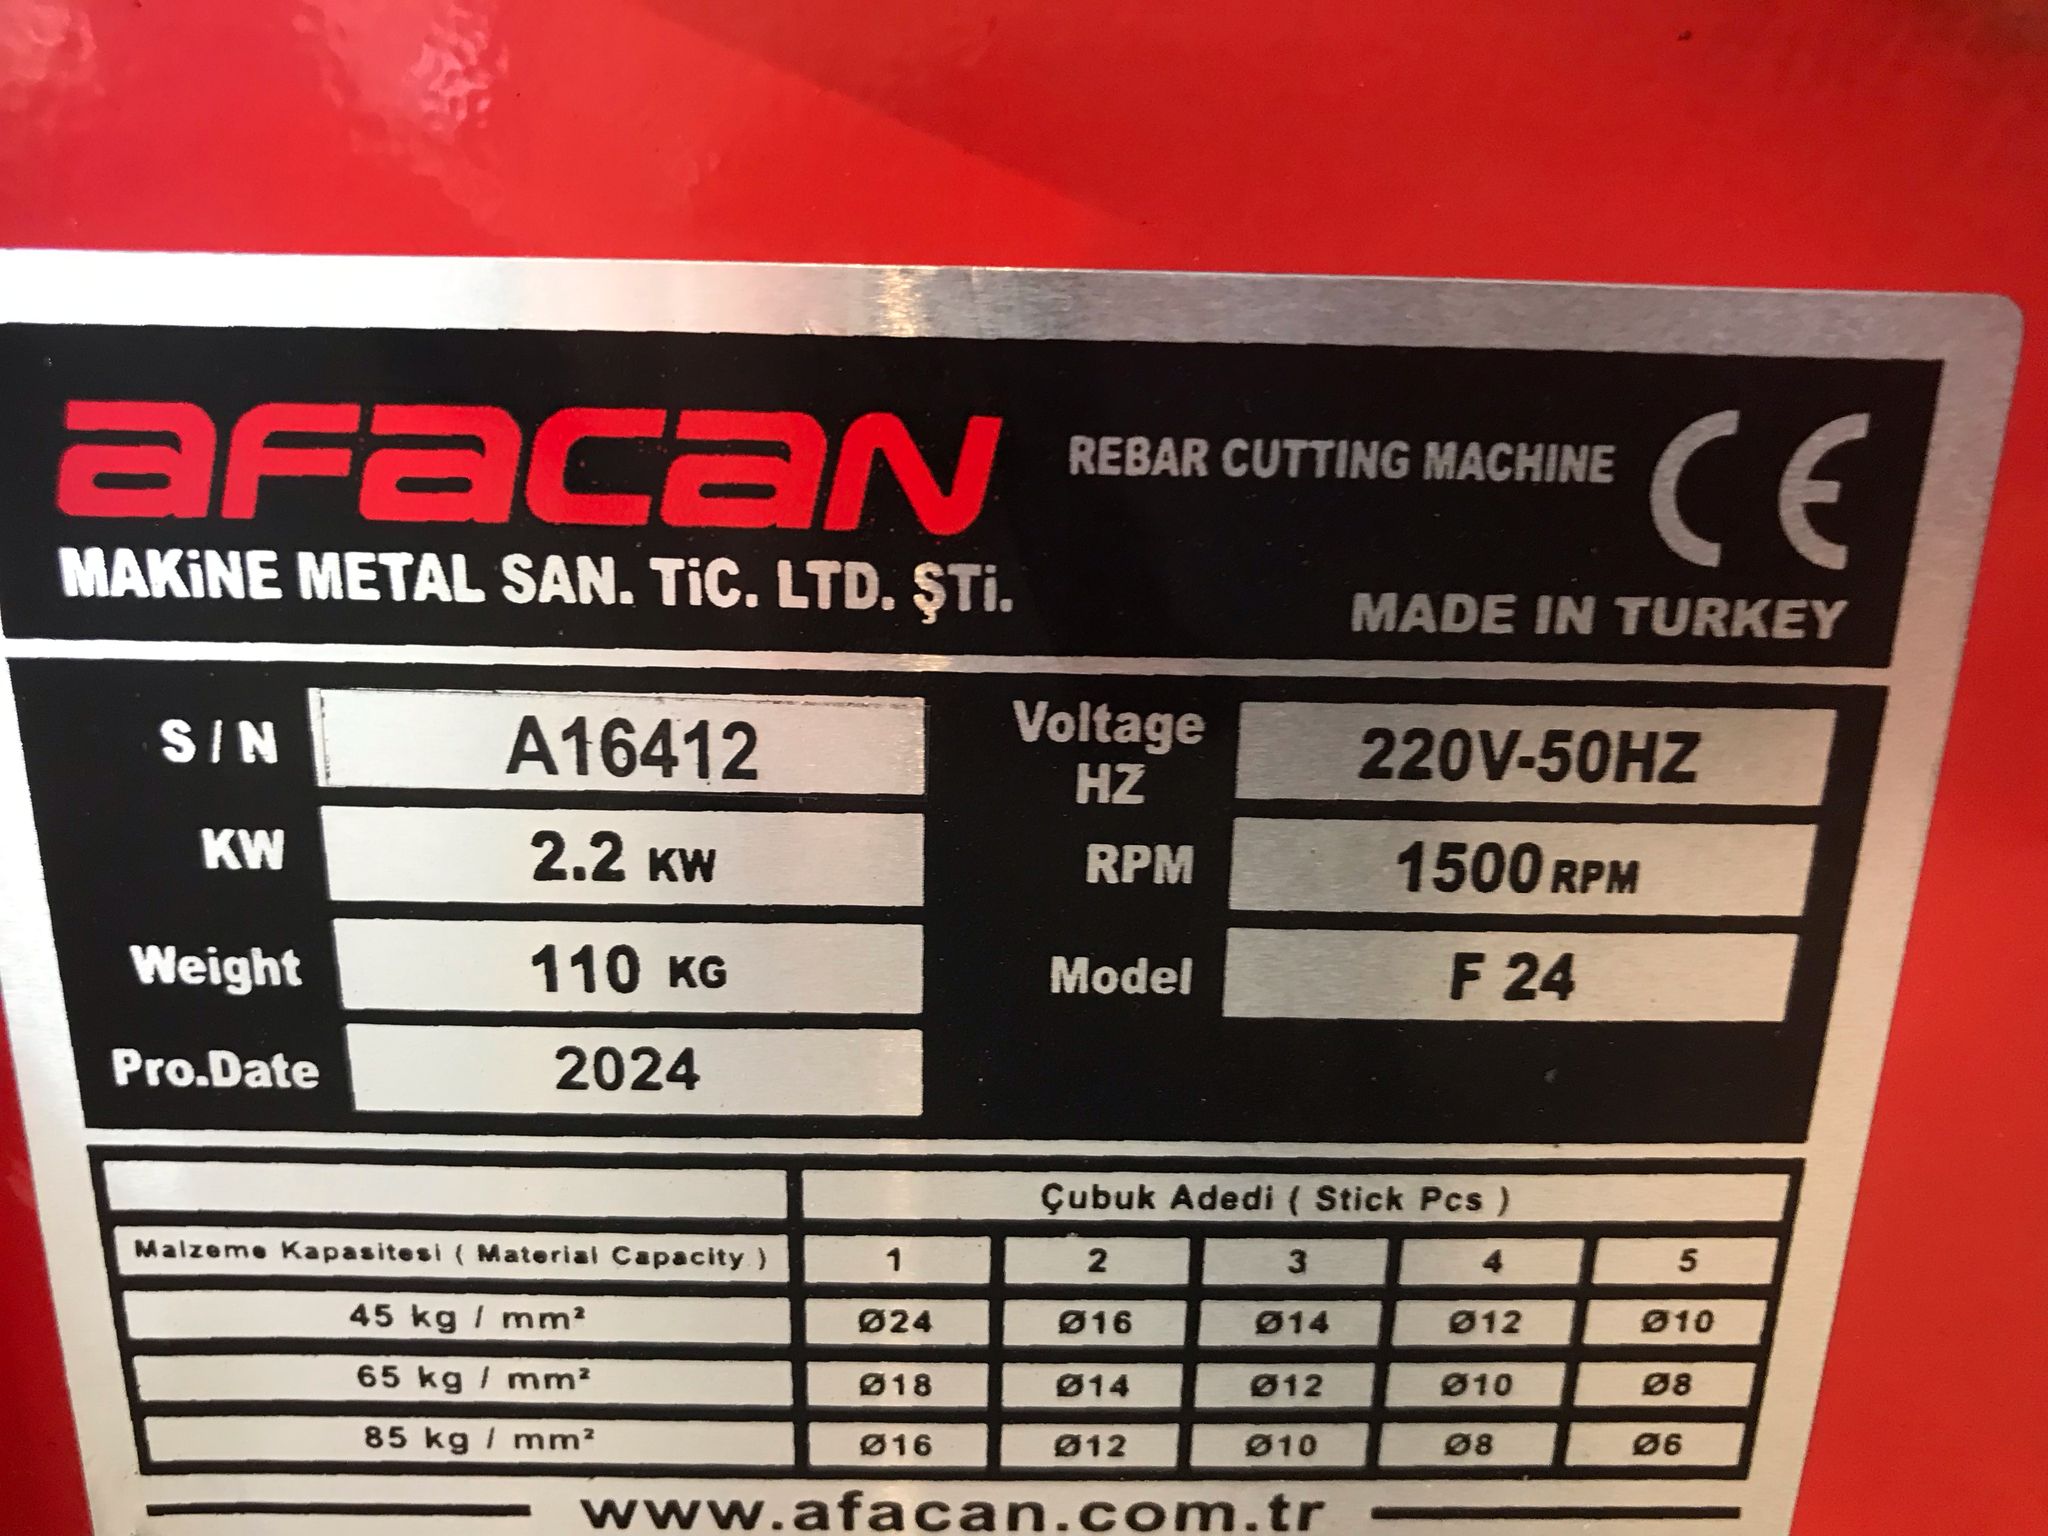 afacan
MAKiNE METAL SAN. TiC. LTD. ŞTi.
REBAR CUTTING MACHINE CE
MADE IN TURKEY
S / N A16412
KW 2.2 KW
Weight 110 KG
Pro.Date 2024
Voltage HZ 220V-50HZ
RPM 1500 RPM
Model F 24
Çubuk Adedi ( Stick Pcs )
Malzeme Kapasitesi ( Material Capacity ) 1 2 3 4 5
45 kg / mm² Ø24 Ø16 Ø14 Ø12 Ø10
65 kg / mm² Ø18 Ø14 Ø12 Ø10 Ø8
85 kg / mm² Ø16 Ø12 Ø10 Ø8 Ø6
www.afacan.com.tr